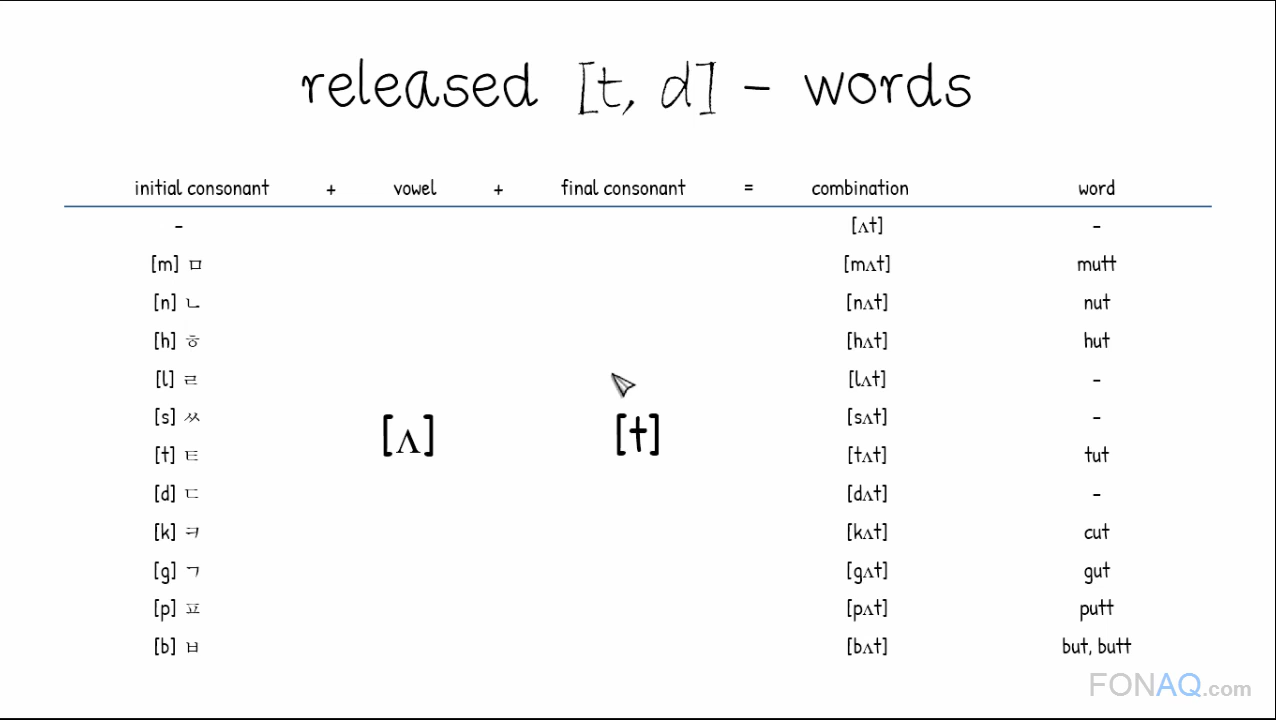 released [t, d] - words
initial consonant + vowel + final consonant = combination word
- [ʌt] -
[m] ㅁ [mʌt] mutt
[n] ㄴ [nʌt] nut
[h] ㅎ [hʌt] hut
[l] ㄹ [lʌt] -
[s] ㅆ [sʌt] -
[ʌ] [t]
[t] ㅌ [tʌt] tut
[d] ㄷ [dʌt] -
[k] ㅋ [kʌt] cut
[g] ㄱ [gʌt] gut
[p] ㅍ [pʌt] putt
[b] ㅂ [bʌt] but, butt
FONAQ.com